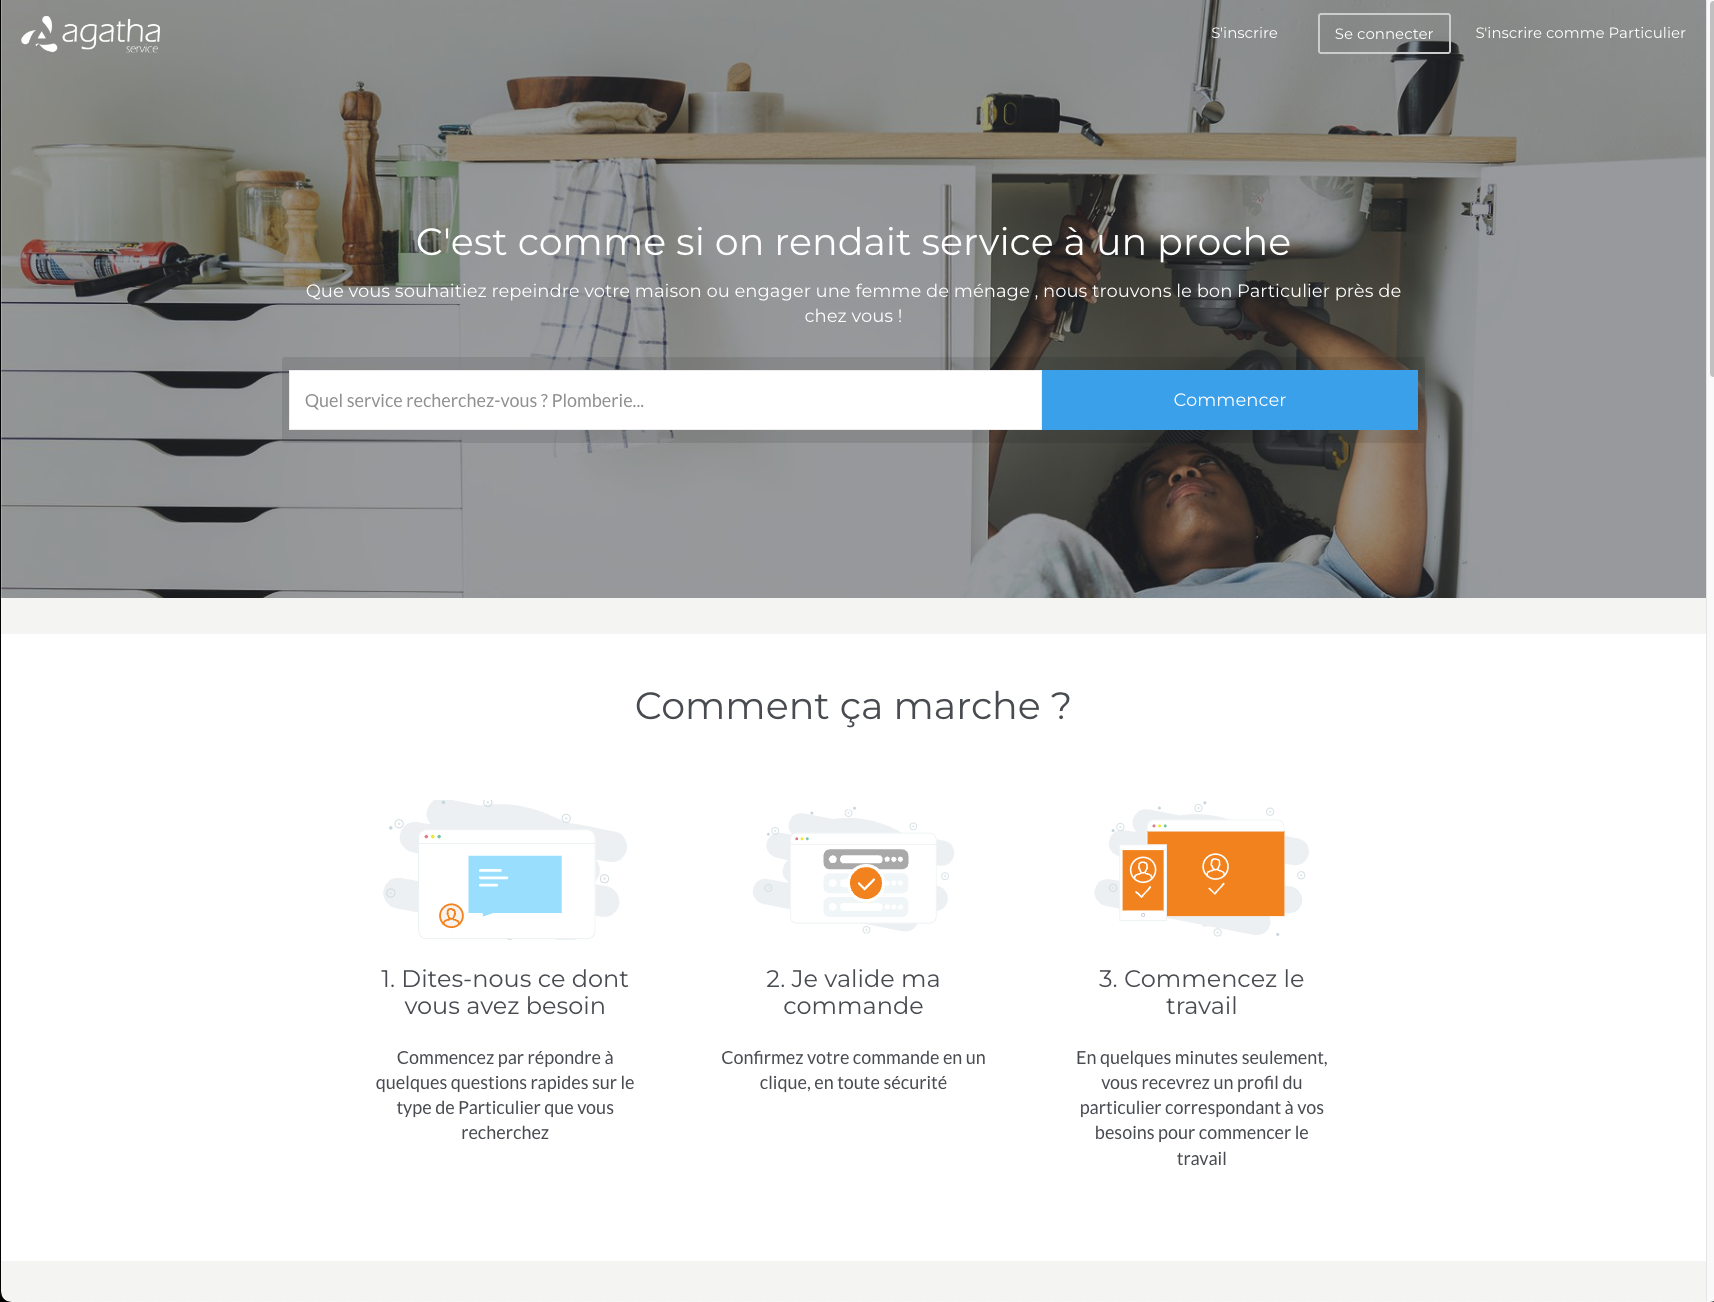 agatha
service
S'inscrire
Se connecter
S'inscrire comme Particulier
C'est comme si on rendait service à un proche
Que vous souhaitiez repeindre votre maison ou engager une femme de ménage , nous trouvons le bon Particulier près de
chez vous !
Quel service recherchez-vous ? Plomberie...
Commencer
Comment ça marche ?
1. Dites-nous ce dont
vous avez besoin
Commencez par répondre à
quelques questions rapides sur le
type de Particulier que vous
recherchez
2. Je valide ma
commande
Confirmez votre commande en un
clique, en toute sécurité
3. Commencez le
travail
En quelques minutes seulement,
vous recevrez un profil du
particulier correspondant à vos
besoins pour commencer le
travail